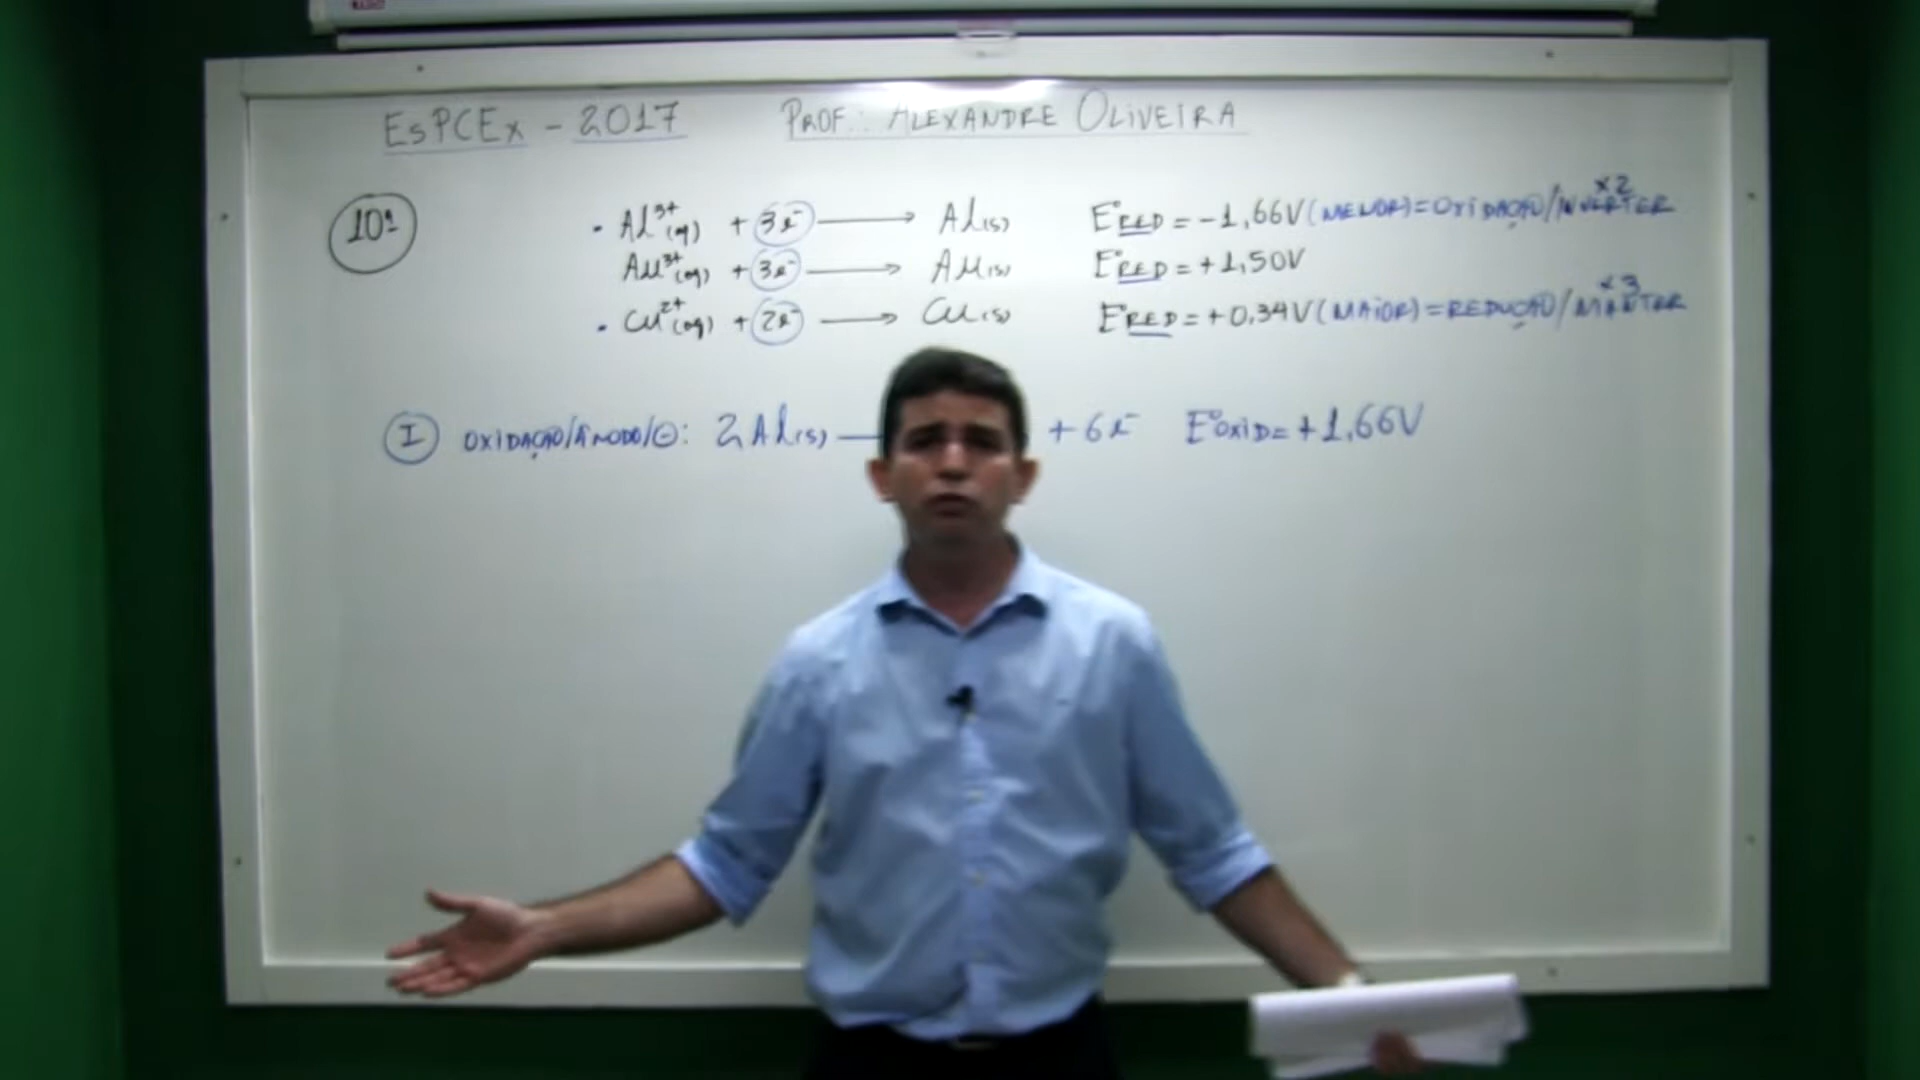 EsPCEx - 2017 PROF.: ALEXANDRE OLIVEIRA
10ª
• Al³⁺(aq) + 3e⁻ → Al(s) E°RED = -1,66V (MENOR) = OXIDAÇÃO/INVERTER x2
Au³⁺(aq) + 3e⁻ → Au(s) E°RED = +1,50V
• Cu²⁺(aq) + 2e⁻ → Cu(s) E°RED = +0,34V (MAIOR) = REDUÇÃO/MANTER x3
I OXIDAÇÃO/ÂNODO/⊖: 2Al(s) — + 6e⁻ E°OXID = +1,66V